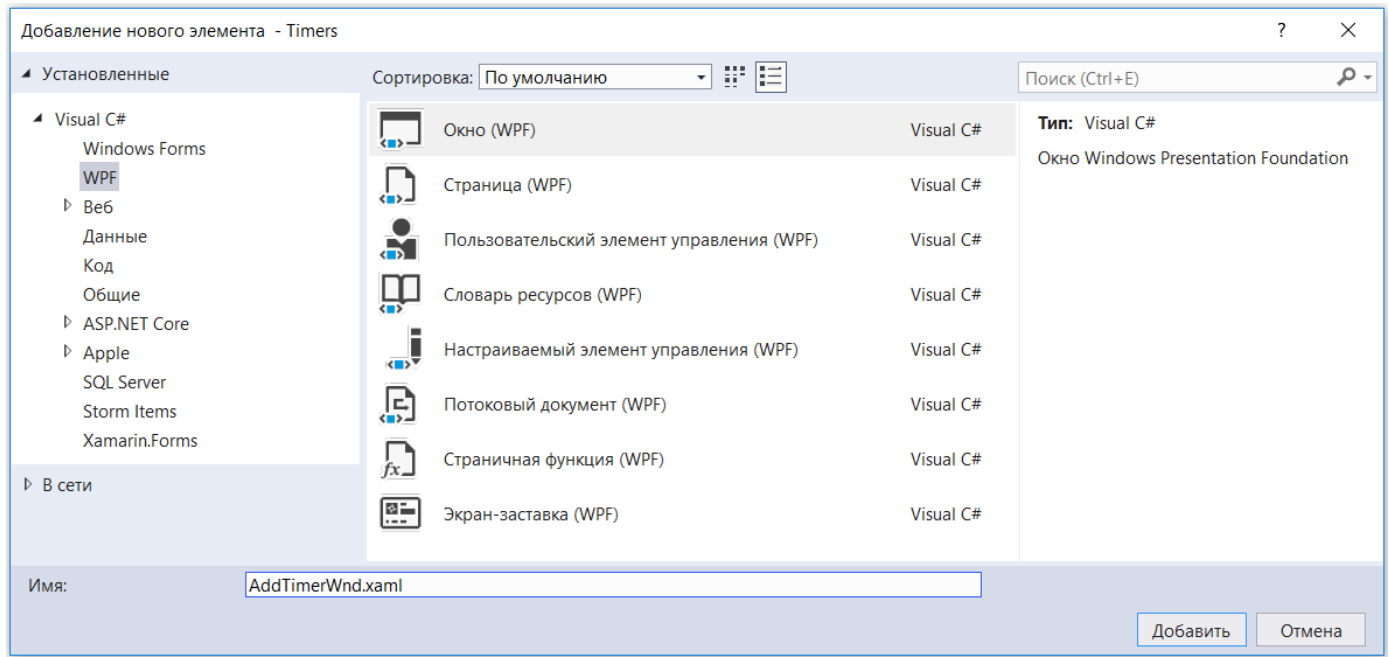 Добавление нового элемента - Timers
?
Установленные
Visual C#
Windows Forms
WPF
Веб
Данные
Код
Общие
ASP.NET Core
Apple
SQL Server
Storm Items
Xamarin.Forms
В сети
Сортировка: По умолчанию
Окно (WPF) Visual C#
Страница (WPF) Visual C#
Пользовательский элемент управления (WPF) Visual C#
Словарь ресурсов (WPF) Visual C#
Настраиваемый элемент управления (WPF) Visual C#
Потоковый документ (WPF) Visual C#
Страничная функция (WPF) Visual C#
Экран-заставка (WPF) Visual C#
Поиск (Ctrl+E)
Тип: Visual C#
Окно Windows Presentation Foundation
Имя: AddTimerWnd.xaml
Добавить Отмена